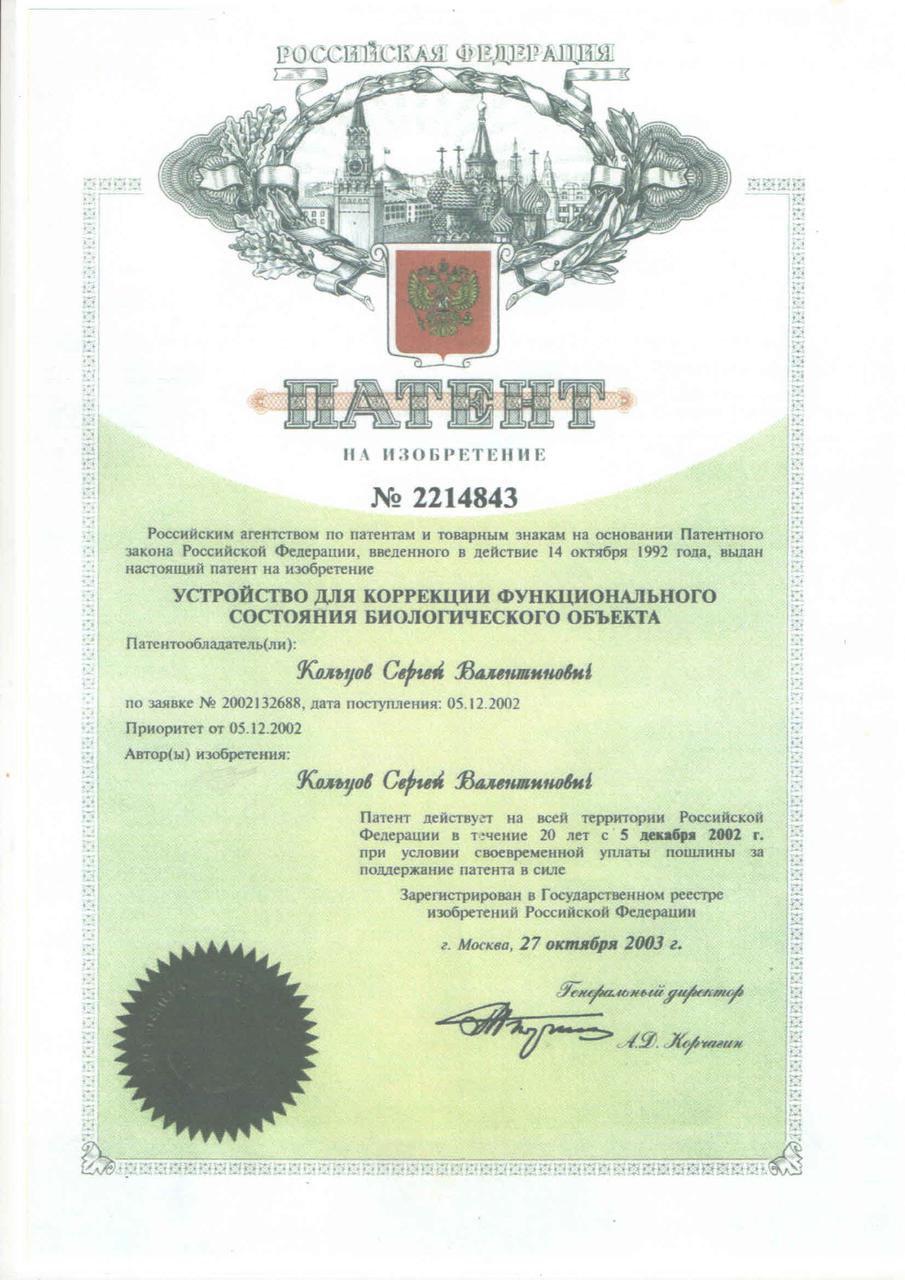 РОССИЙСКАЯ ФЕДЕРАЦИЯ
ПАТЕНТ
НА ИЗОБРЕТЕНИЕ
№ 2214843
Российским агентством по патентам и товарным знакам на основании Патентного
закона Российской Федерации, введенного в действие 14 октября 1992 года, выдан
настоящий патент на изобретение
УСТРОЙСТВО ДЛЯ КОРРЕКЦИИ ФУНКЦИОНАЛЬНОГО
СОСТОЯНИЯ БИОЛОГИЧЕСКОГО ОБЪЕКТА
Патентообладатель(ли):
Кольцов Сергей Валентинович
по заявке № 2002132688, дата поступления: 05.12.2002
Приоритет от 05.12.2002
Автор(ы) изобретения:
Кольцов Сергей Валентинович
Патент действует на всей территории Российской
Федерации в течение 20 лет с 5 декабря 2002 г.
при условии своевременной уплаты пошлины за
поддержание патента в силе
Зарегистрирован в Государственном реестре
изобретений Российской Федерации
г. Москва, 27 октября 2003 г.
Генеральный директор
А.Д. Корчагин